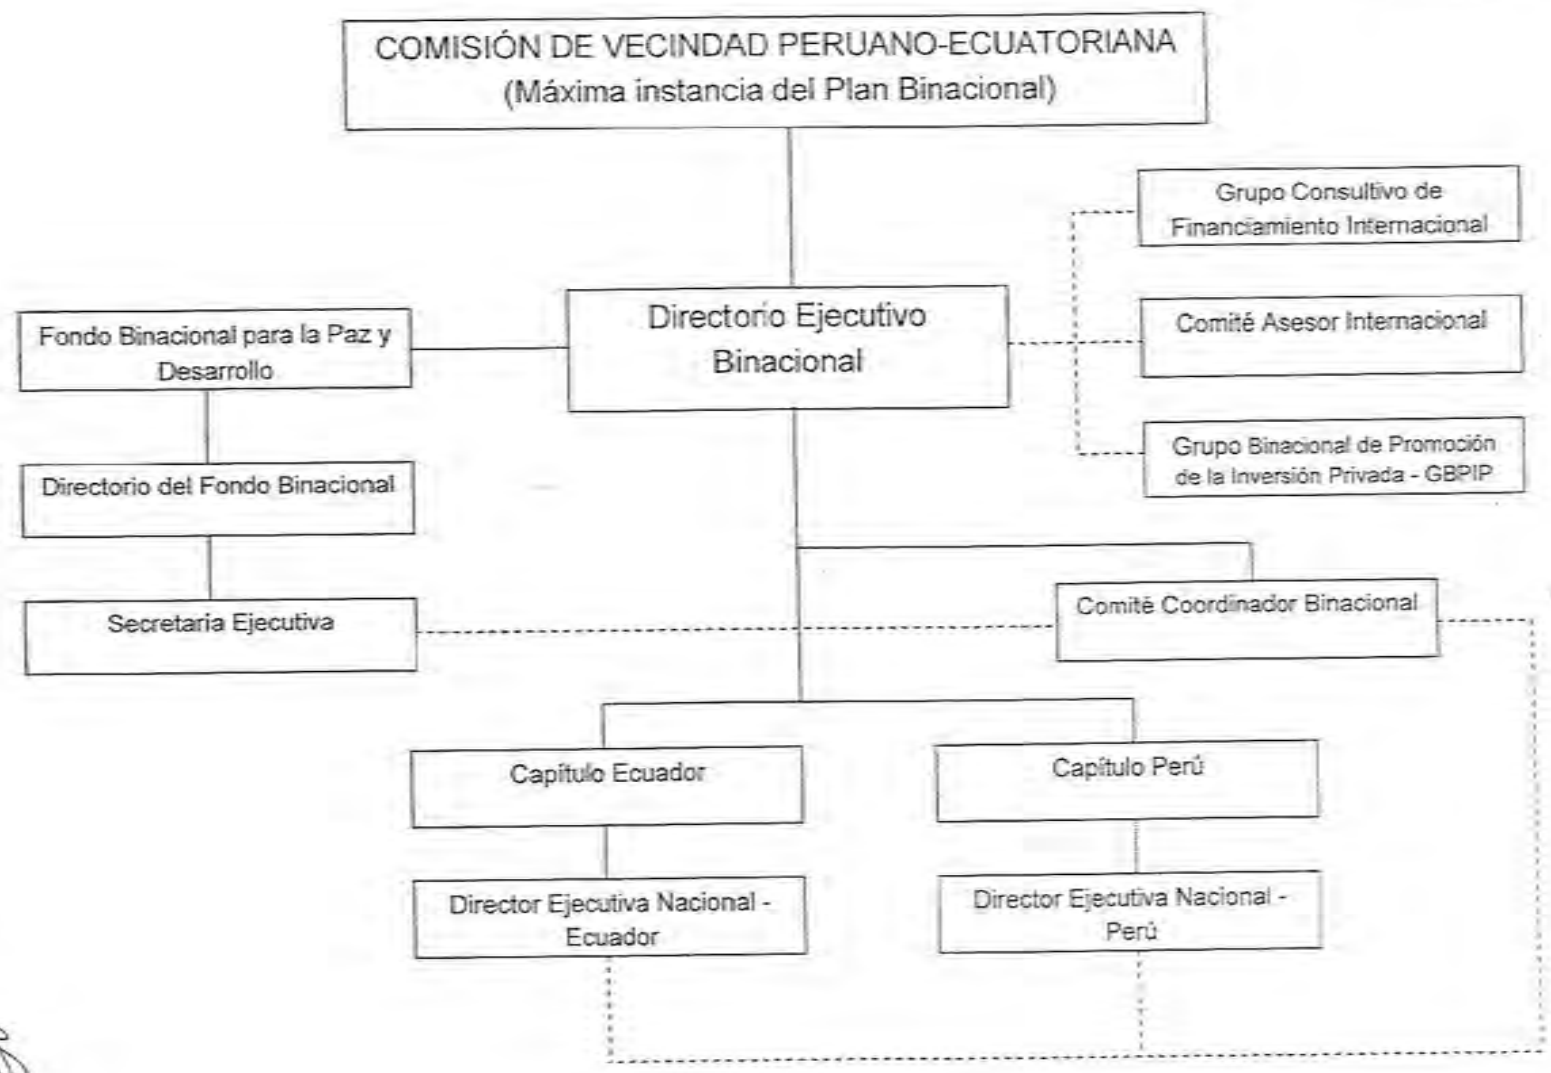 COMISIÓN DE VECINDAD PERUANO-ECUATORIANA
(Máxima instancia del Plan Binacional)
Grupo Consultivo de
Financiamiento Internacional
Directorio Ejecutivo
Binacional
Fondo Binacional para la Paz y
Desarrollo
Comité Asesor Internacional
Grupo Binacional de Promoción
de la Inversión Privada - GBPIP
Directorio del Fondo Binacional
Secretaria Ejecutiva
Comité Coordinador Binacional
Capítulo Ecuador
Capítulo Perú
Director Ejecutiva Nacional -
Ecuador
Director Ejecutiva Nacional -
Perú